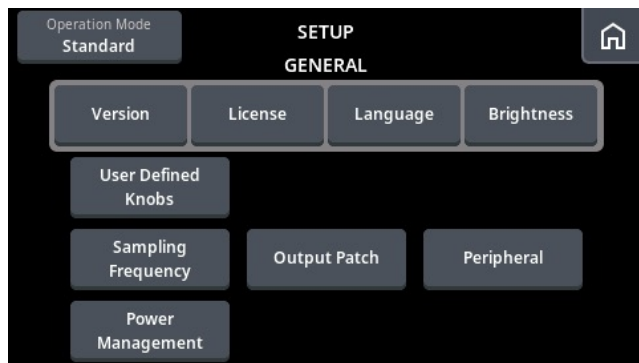 Operation Mode
Standard
SETUP
GENERAL
Version
License
Language
Brightness
User Defined
Knobs
Sampling
Frequency
Output Patch
Peripheral
Power
Management